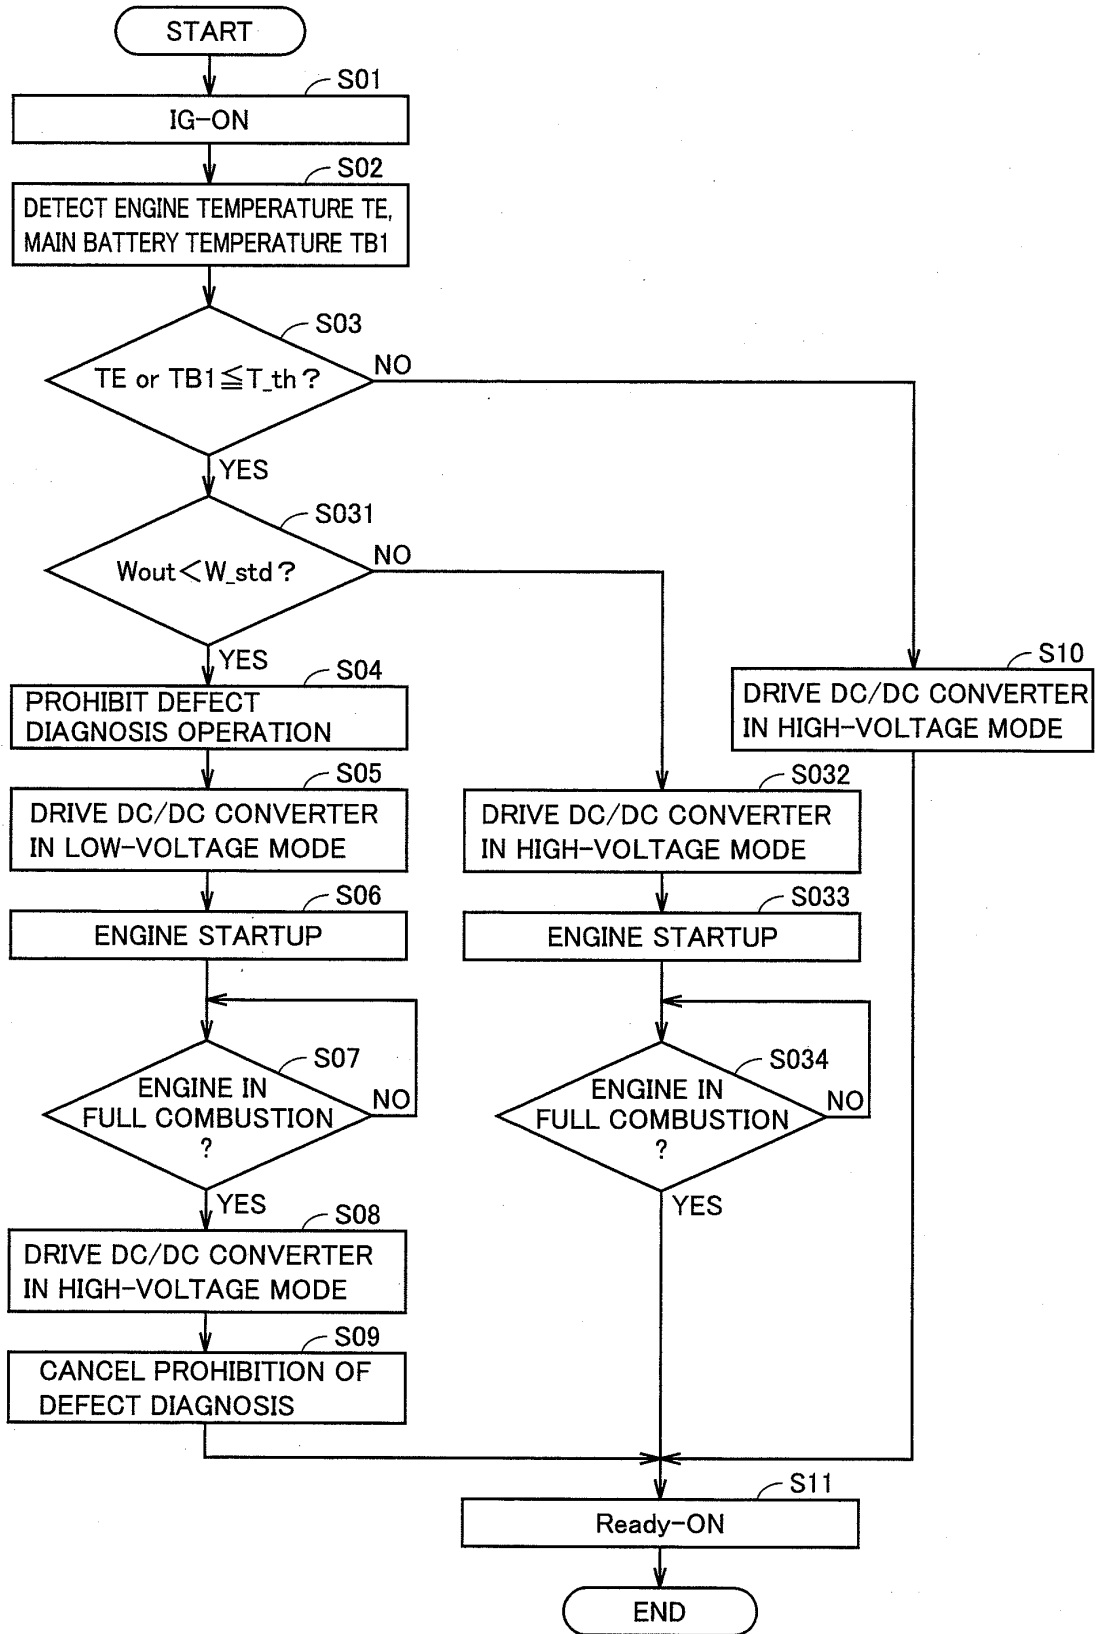 START
S01
IG-ON
S02
DETECT ENGINE TEMPERATURE TE,
MAIN BATTERY TEMPERATURE TB1
S03
TE or TB1≦T_th?
NO
YES
S031
Wout<W_std?
NO
YES
S04
PROHIBIT DEFECT
DIAGNOSIS OPERATION
S10
DRIVE DC/DC CONVERTER
IN HIGH-VOLTAGE MODE
S05
DRIVE DC/DC CONVERTER
IN LOW-VOLTAGE MODE
S032
DRIVE DC/DC CONVERTER
IN HIGH-VOLTAGE MODE
S06
ENGINE STARTUP
S033
ENGINE STARTUP
S07
ENGINE IN
FULL COMBUSTION
?
NO
YES
S034
ENGINE IN
FULL COMBUSTION
?
NO
YES
S08
DRIVE DC/DC CONVERTER
IN HIGH-VOLTAGE MODE
S09
CANCEL PROHIBITION OF
DEFECT DIAGNOSIS
S11
Ready-ON
END